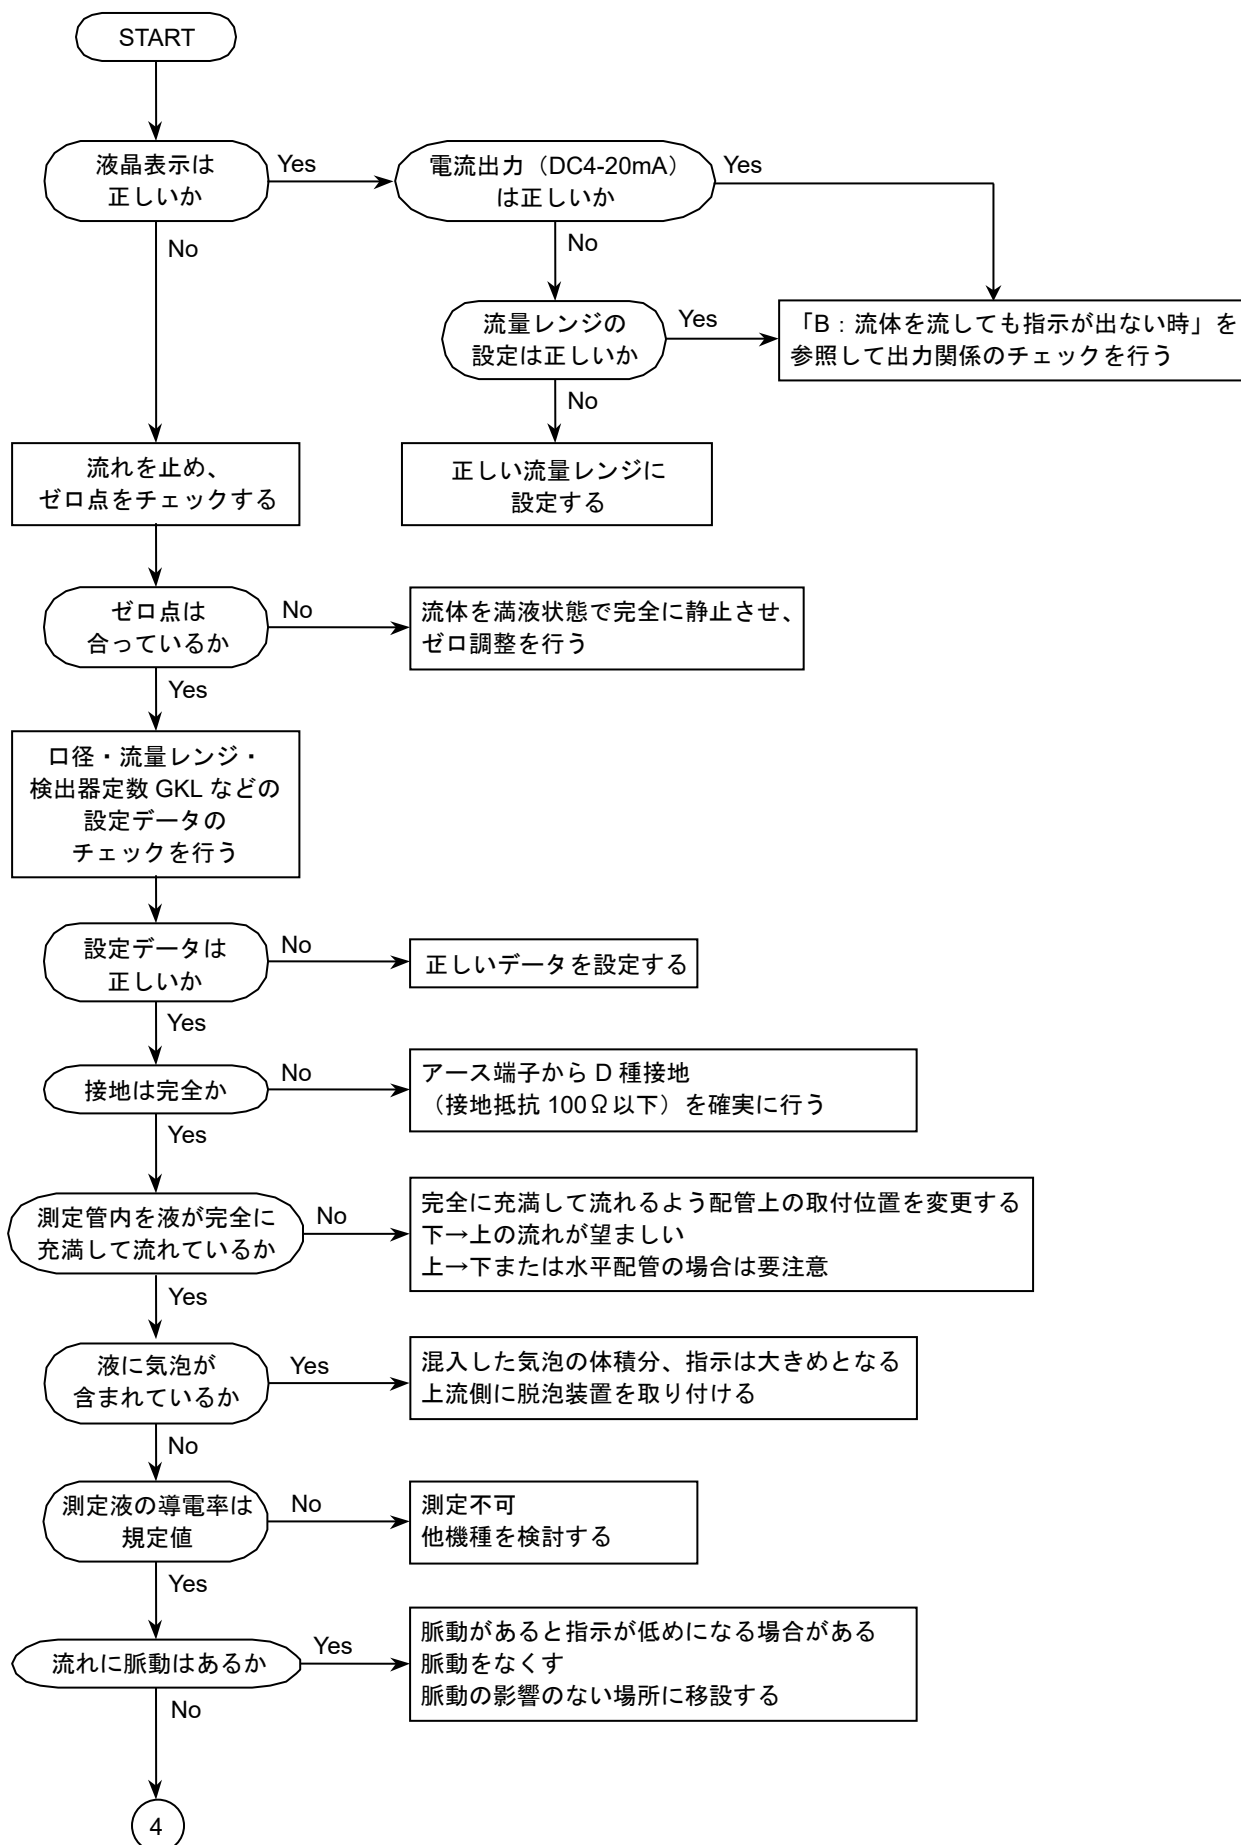 START
液晶表示は
正しいか
Yes
電流出力（DC4-20mA）
は正しいか
Yes
No
No
流量レンジの
設定は正しいか
Yes
「B：流体を流しても指示が出ない時」を
参照して出力関係のチェックを行う
No
流れを止め、
ゼロ点をチェックする
正しい流量レンジに
設定する
ゼロ点は
合っているか
No
流体を満液状態で完全に静止させ、
ゼロ調整を行う
Yes
口径・流量レンジ・
検出器定数 GKL などの
設定データの
チェックを行う
設定データは
正しいか
No
正しいデータを設定する
Yes
接地は完全か
No
アース端子から D 種接地
（接地抵抗 100Ω以下）を確実に行う
Yes
測定管内を液が完全に
充満して流れているか
No
完全に充満して流れるよう配管上の取付位置を変更する
下→上の流れが望ましい
上→下または水平配管の場合は要注意
Yes
液に気泡が
含まれているか
Yes
混入した気泡の体積分、指示は大きめとなる
上流側に脱泡装置を取り付ける
No
測定液の導電率は
規定値
No
測定不可
他機種を検討する
Yes
流れに脈動はあるか
Yes
脈動があると指示が低めになる場合がある
脈動をなくす
脈動の影響のない場所に移設する
No
4